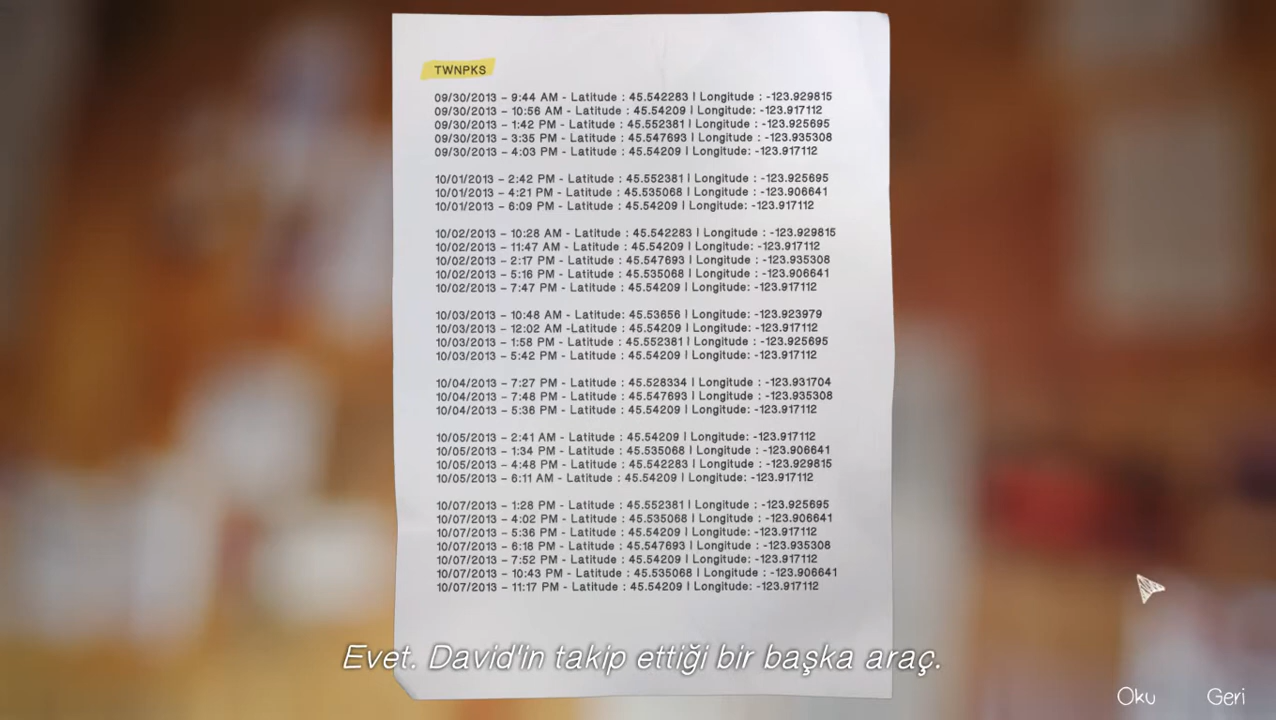 TWNPKS
09/30/2013 – 9:44 AM - Latitude : 45.542283 | Longitude : -123.929815
09/30/2013 – 10:56 AM - Latitude : 45.54209 | Longitude: -123.917112
09/30/2013 – 1:42 PM - Latitude : 45.552381 | Longitude : -123.925695
09/30/2013 – 3:35 PM - Latitude : 45.547693 | Longitude : -123.935308
09/30/2013 – 4:03 PM - Latitude : 45.54209 | Longitude: -123.917112
10/01/2013 – 2:42 PM - Latitude : 45.552381 | Longitude : -123.925695
10/01/2013 – 4:21 PM - Latitude : 45.535068 | Longitude : -123.906641
10/01/2013 – 6:09 PM - Latitude : 45.54209 | Longitude: -123.917112
10/02/2013 – 10:28 AM - Latitude : 45.542283 | Longitude : -123.929815
10/02/2013 – 11:47 AM - Latitude : 45.54209 | Longitude: -123.917112
10/02/2013 – 2:17 PM - Latitude : 45.547693 | Longitude : -123.935308
10/02/2013 – 5:16 PM - Latitude : 45.535068 | Longitude : -123.906641
10/02/2013 – 7:47 PM - Latitude : 45.54209 | Longitude: -123.917112
10/03/2013 – 10:48 AM - Latitude: 45.53656 | Longitude : -123.923979
10/03/2013 – 12:02 AM -Latitude : 45.54209 | Longitude: -123.917112
10/03/2013 – 1:58 PM - Latitude : 45.552381 | Longitude : -123.925695
10/03/2013 – 5:42 PM - Latitude : 45.54209 | Longitude: -123.917112
10/04/2013 – 7:27 PM - Latitude : 45.528334 | Longitude : -123.931704
10/04/2013 – 7:48 PM - Latitude : 45.547693 | Longitude : -123.935308
10/04/2013 – 5:36 PM - Latitude : 45.54209 | Longitude: -123.917112
10/05/2013 – 2:41 AM - Latitude : 45.54209 | Longitude: -123.917112
10/05/2013 – 1:34 PM - Latitude : 45.535068 | Longitude : -123.906641
10/05/2013 – 4:48 PM - Latitude : 45.542283 | Longitude : -123.929815
10/05/2013 – 6:11 AM - Latitude : 45.54209 | Longitude: -123.917112
10/07/2013 – 1:28 PM - Latitude : 45.552381 | Longitude : -123.925695
10/07/2013 – 4:02 PM - Latitude : 45.535068 | Longitude : -123.906641
10/07/2013 – 5:36 PM - Latitude : 45.54209 | Longitude: -123.917112
10/07/2013 – 6:18 PM - Latitude : 45.547693 | Longitude : -123.935308
10/07/2013 – 7:52 PM - Latitude : 45.54209 | Longitude: -123.917112
10/07/2013 – 10:43 PM - Latitude : 45.535068 | Longitude : -123.906641
10/07/2013 – 11:17 PM - Latitude : 45.54209 | Longitude: -123.917112
Evet. David'in takip ettiği bir başka araç.
Oku Geri